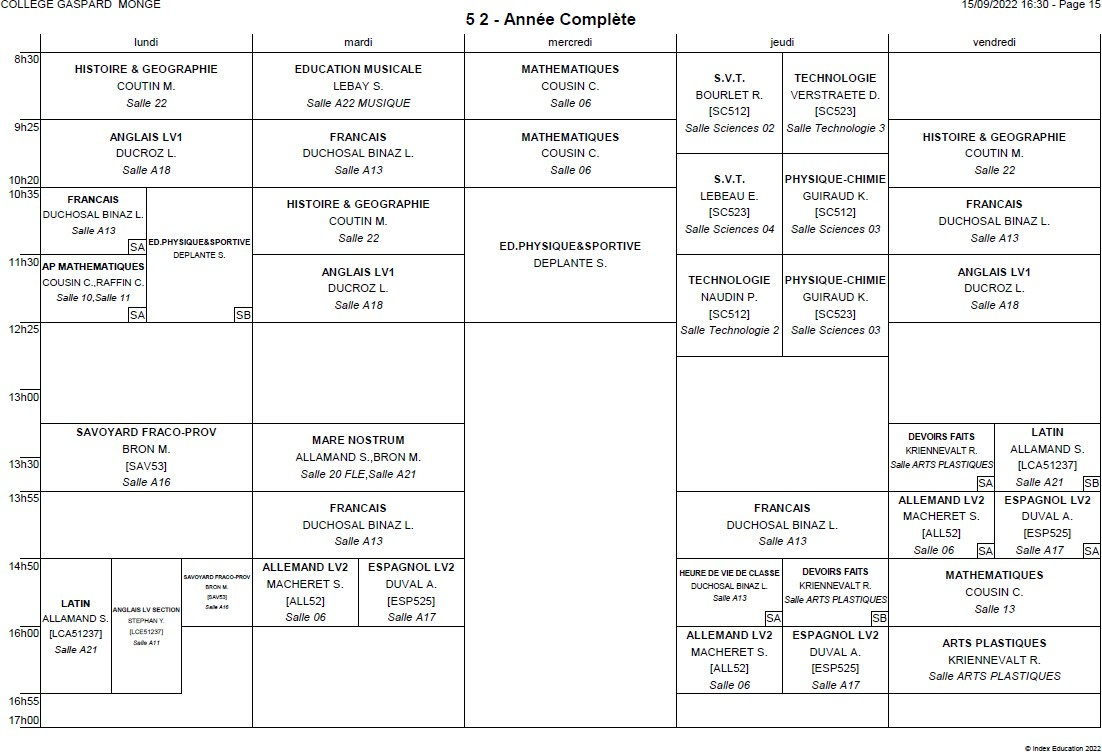 COLLEGE GASPARD MONGE
15/09/2022 16:30 - Page 15
5 2 - Année Complète
lundi
mardi
mercredi
jeudi
vendredi
8h30
9h25
10h20
10h35
11h30
12h25
13h00
13h30
13h55
14h50
16h00
16h55
17h00
HISTOIRE & GEOGRAPHIE
COUTIN M.
Salle 22
ANGLAIS LV1
DUCROZ L.
Salle A18
FRANCAIS
DUCHOSAL BINAZ L.
Salle A13
SA
ED.PHYSIQUE&SPORTIVE
DEPLANTE S.
SB
AP MATHEMATIQUES
COUSIN C.,RAFFIN C.
Salle 10,Salle 11
SA
SAVOYARD FRACO-PROV
BRON M.
[SAV53]
Salle A16
LATIN
ALLAMAND S.
[LCA51237]
Salle A21
ANGLAIS LV SECTION
STEPHAN Y.
[LCE51237]
Salle A11
SAVOYARD FRACO-PROV
BRON M.
[SAV53]
Salle A16
EDUCATION MUSICALE
LEBAY S.
Salle A22 MUSIQUE
FRANCAIS
DUCHOSAL BINAZ L.
Salle A13
HISTOIRE & GEOGRAPHIE
COUTIN M.
Salle 22
ANGLAIS LV1
DUCROZ L.
Salle A18
MARE NOSTRUM
ALLAMAND S.,BRON M.
Salle 20 FLE,Salle A21
FRANCAIS
DUCHOSAL BINAZ L.
Salle A13
ALLEMAND LV2
MACHERET S.
[ALL52]
Salle 06
ESPAGNOL LV2
DUVAL A.
[ESP525]
Salle A17
MATHEMATIQUES
COUSIN C.
Salle 06
MATHEMATIQUES
COUSIN C.
Salle 06
ED.PHYSIQUE&SPORTIVE
DEPLANTE S.
S.V.T.
BOURLET R.
[SC512]
Salle Sciences 02
TECHNOLOGIE
VERSTRAETE D.
[SC523]
Salle Technologie 3
S.V.T.
LEBEAU E.
[SC523]
Salle Sciences 04
PHYSIQUE-CHIMIE
GUIRAUD K.
[SC512]
Salle Sciences 03
TECHNOLOGIE
NAUDIN P.
[SC512]
Salle Technologie 2
PHYSIQUE-CHIMIE
GUIRAUD K.
[SC523]
Salle Sciences 03
FRANCAIS
DUCHOSAL BINAZ L.
Salle A13
HEURE DE VIE DE CLASSE
DUCHOSAL BINAZ L.
Salle A13
SA
DEVOIRS FAITS
KRIENNEVALT R.
Salle ARTS PLASTIQUES
SB
ALLEMAND LV2
MACHERET S.
[ALL52]
Salle 06
ESPAGNOL LV2
DUVAL A.
[ESP525]
Salle A17
HISTOIRE & GEOGRAPHIE
COUTIN M.
Salle 22
FRANCAIS
DUCHOSAL BINAZ L.
Salle A13
ANGLAIS LV1
DUCROZ L.
Salle A18
DEVOIRS FAITS
KRIENNEVALT R.
Salle ARTS PLASTIQUES
SA
LATIN
ALLAMAND S.
[LCA51237]
Salle A21
SB
ALLEMAND LV2
MACHERET S.
[ALL52]
Salle 06
SA
ESPAGNOL LV2
DUVAL A.
[ESP525]
Salle A17
SA
MATHEMATIQUES
COUSIN C.
Salle 13
ARTS PLASTIQUES
KRIENNEVALT R.
Salle ARTS PLASTIQUES
© Index Education 2022